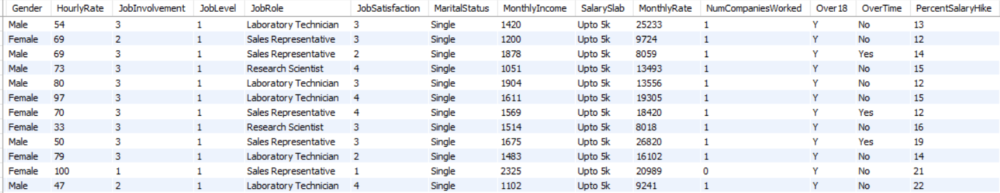 Gender HourlyRate JobInvolvement JobLevel JobRole JobSatisfaction MaritalStatus MonthlyIncome SalarySlab MonthlyRate NumCompaniesWorked Over18 OverTime PercentSalaryHike
Male 54 3 1 Laboratory Technician 3 Single 1420 Upto 5k 25233 1 Y No 13
Female 69 2 1 Sales Representative 3 Single 1200 Upto 5k 9724 1 Y No 12
Male 69 3 1 Sales Representative 2 Single 1878 Upto 5k 8059 1 Y Yes 14
Male 73 3 1 Research Scientist 4 Single 1051 Upto 5k 13493 1 Y No 15
Male 80 3 1 Laboratory Technician 3 Single 1904 Upto 5k 13556 1 Y No 12
Female 97 3 1 Laboratory Technician 4 Single 1611 Upto 5k 19305 1 Y No 15
Female 70 3 1 Sales Representative 4 Single 1569 Upto 5k 18420 1 Y Yes 12
Female 33 3 1 Research Scientist 3 Single 1514 Upto 5k 8018 1 Y No 16
Male 50 3 1 Sales Representative 3 Single 1675 Upto 5k 26820 1 Y Yes 19
Female 79 3 1 Laboratory Technician 2 Single 1483 Upto 5k 16102 1 Y No 14
Female 100 1 1 Sales Representative 1 Single 2325 Upto 5k 20989 0 Y No 21
Male 47 2 1 Laboratory Technician 4 Single 1102 Upto 5k 9241 1 Y No 22